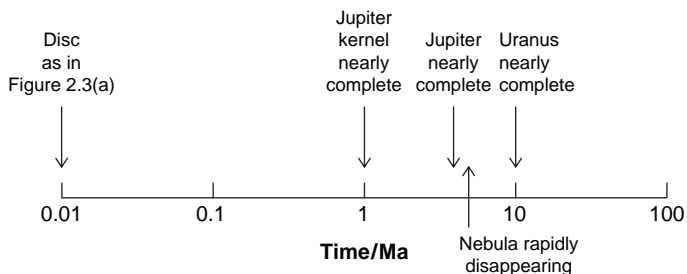 Disc
as in
Figure 2.3(a)
Jupiter
kernel
nearly
complete
Jupiter
nearly
complete
Uranus
nearly
complete
0.01
0.1
1
10
100
Time/Ma
Nebula rapidly
disappearing